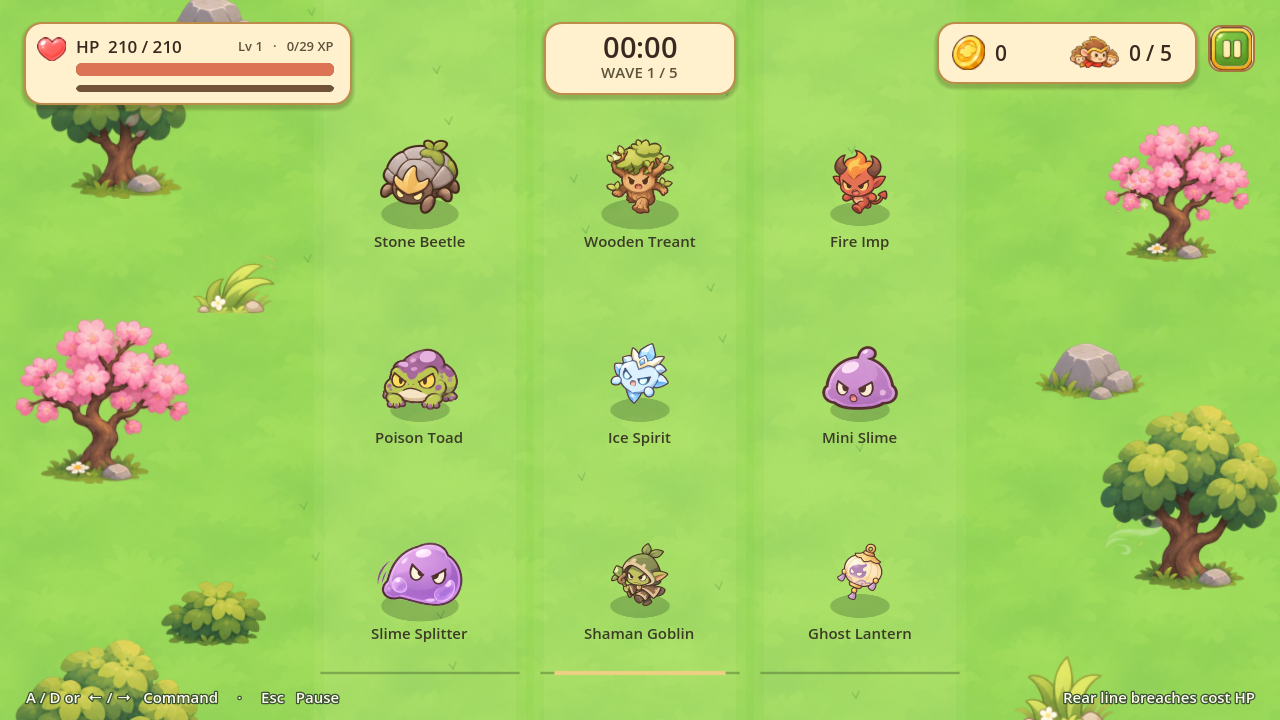 HP 210 / 210
Lv 1 · 0/29 XP
00:00
WAVE 1 / 5
0
0 / 5
Stone Beetle
Wooden Treant
Fire Imp
Poison Toad
Ice Spirit
Mini Slime
Slime Splitter
Shaman Goblin
Ghost Lantern
A / D or ← / → Command · Esc Pause
Rear line breaches cost HP